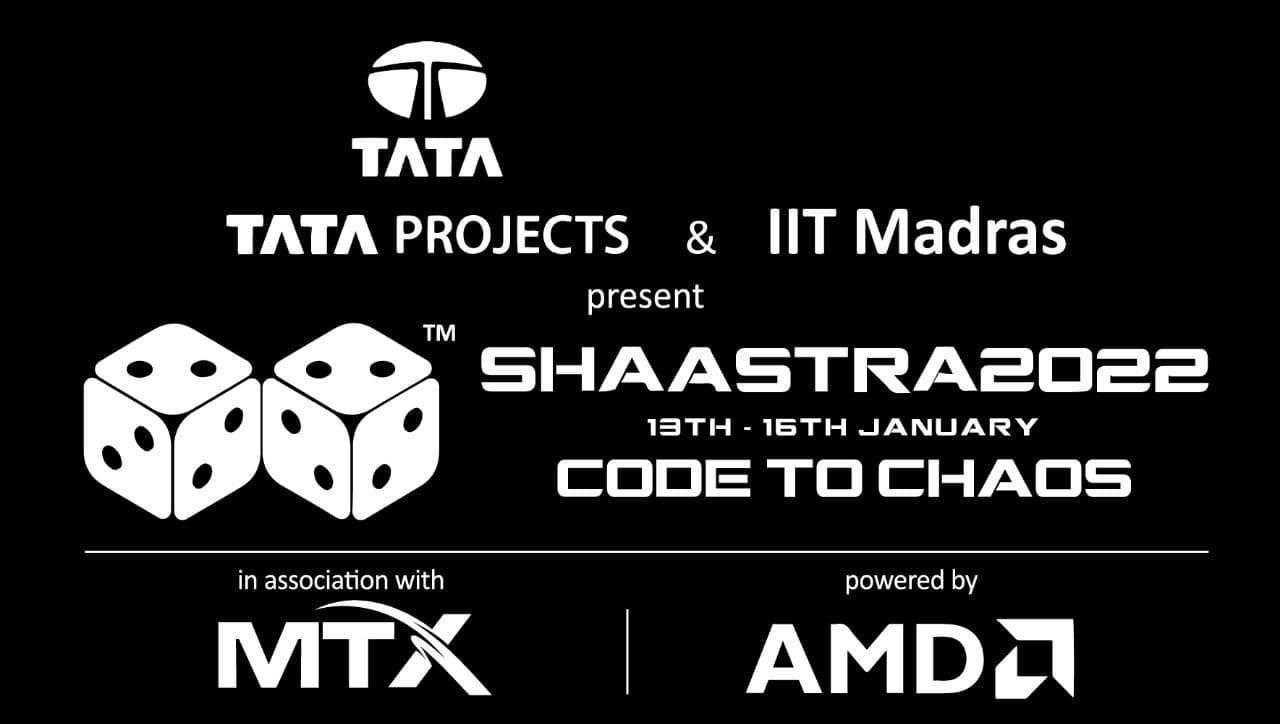 TATA
TATA PROJECTS & IIT Madras
present
TM
SHAASTRA2022
13TH - 16TH JANUARY
CODE TO CHAOS
in association with
MTX
powered by
AMD